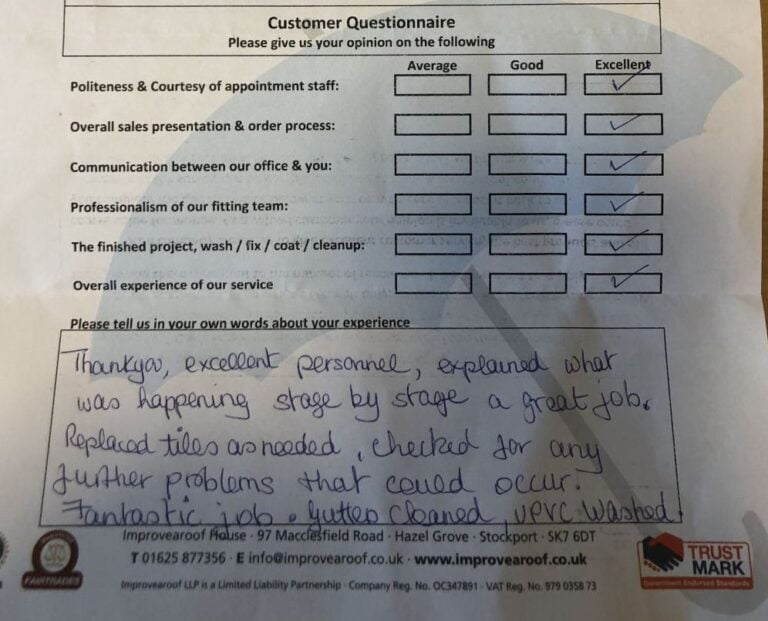 Customer Questionnaire
Please give us your opinion on the following
Average Good Excellent
Politeness & Courtesy of appointment staff:
Overall sales presentation & order process:
Communication between our office & you:
Professionalism of our fitting team:
The finished project, wash / fix / coat / cleanup:
Overall experience of our service
Please tell us in your own words about your experience
Thankyou, excellent personnel, explained what
was happening stage by stage a great job.
Replaced tiles as needed, checked for any
further problems that could occur.
Fantastic job. Gutters cleaned, UPVC washed.
Improvearoof House · 97 Macclesfield Road · Hazel Grove · Stockport · SK7 6DT
T 01625 877356 · E info@improvearoof.co.uk · www.improvearoof.co.uk
Improvearoof LLP is a Limited Liability Partnership · Company Reg. No. OC347891 · VAT Reg. No. 979 0358 73
FAIRTRADES
TRUST
MARK
Government Endorsed Standards